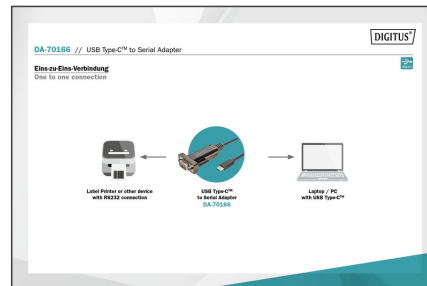 DIGITUS®
DA-70166 // USB Type-C™ to Serial Adapter
Eins-zu-Eins-Verbindung
One to one connection
Label Printer or other device
with RS232 connection
USB Type-C™
to Serial Adapter
DA-70166
Laptop / PC
with USB Type-C™